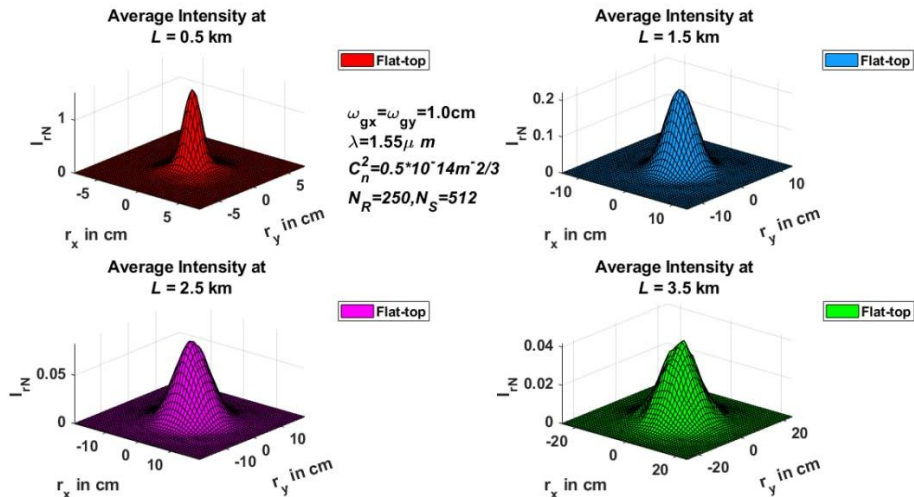 Average Intensity at
L = 0.5 km
Flat-top
1
0
I_rN
-5
0
5
r_x in cm
-5
0
5
r_y in cm
ω_gx=ω_gy=1.0cm
λ=1.55μ m
C_n^2=0.5*10^-14m^-2/3
N_R=250,N_S=512
Average Intensity at
L = 1.5 km
Flat-top
0.2
0.1
0
I_rN
-10
0
10
r_x in cm
-10
0
10
r_y in cm
Average Intensity at
L = 2.5 km
Flat-top
0.05
0
I_rN
-10
0
10
r_x in cm
-10
0
10
r_y in cm
Average Intensity at
L = 3.5 km
Flat-top
0.04
0.02
0
I_rN
-20
0
20
r_x in cm
-20
0
20
r_y in cm